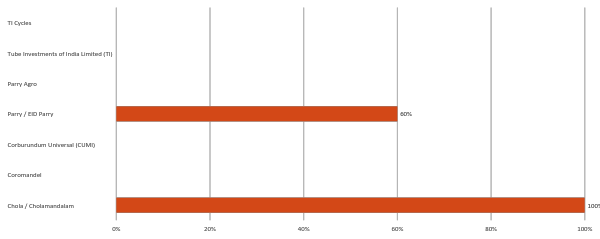 TI Cycles
Tube Investments of India Limited (TI)
Parry Agro
Parry / EID Parry
60%
Corburundum Universal (CUMI)
Coromandel
Chola / Cholamandalam
100%
0%
20%
40%
60%
80%
100%